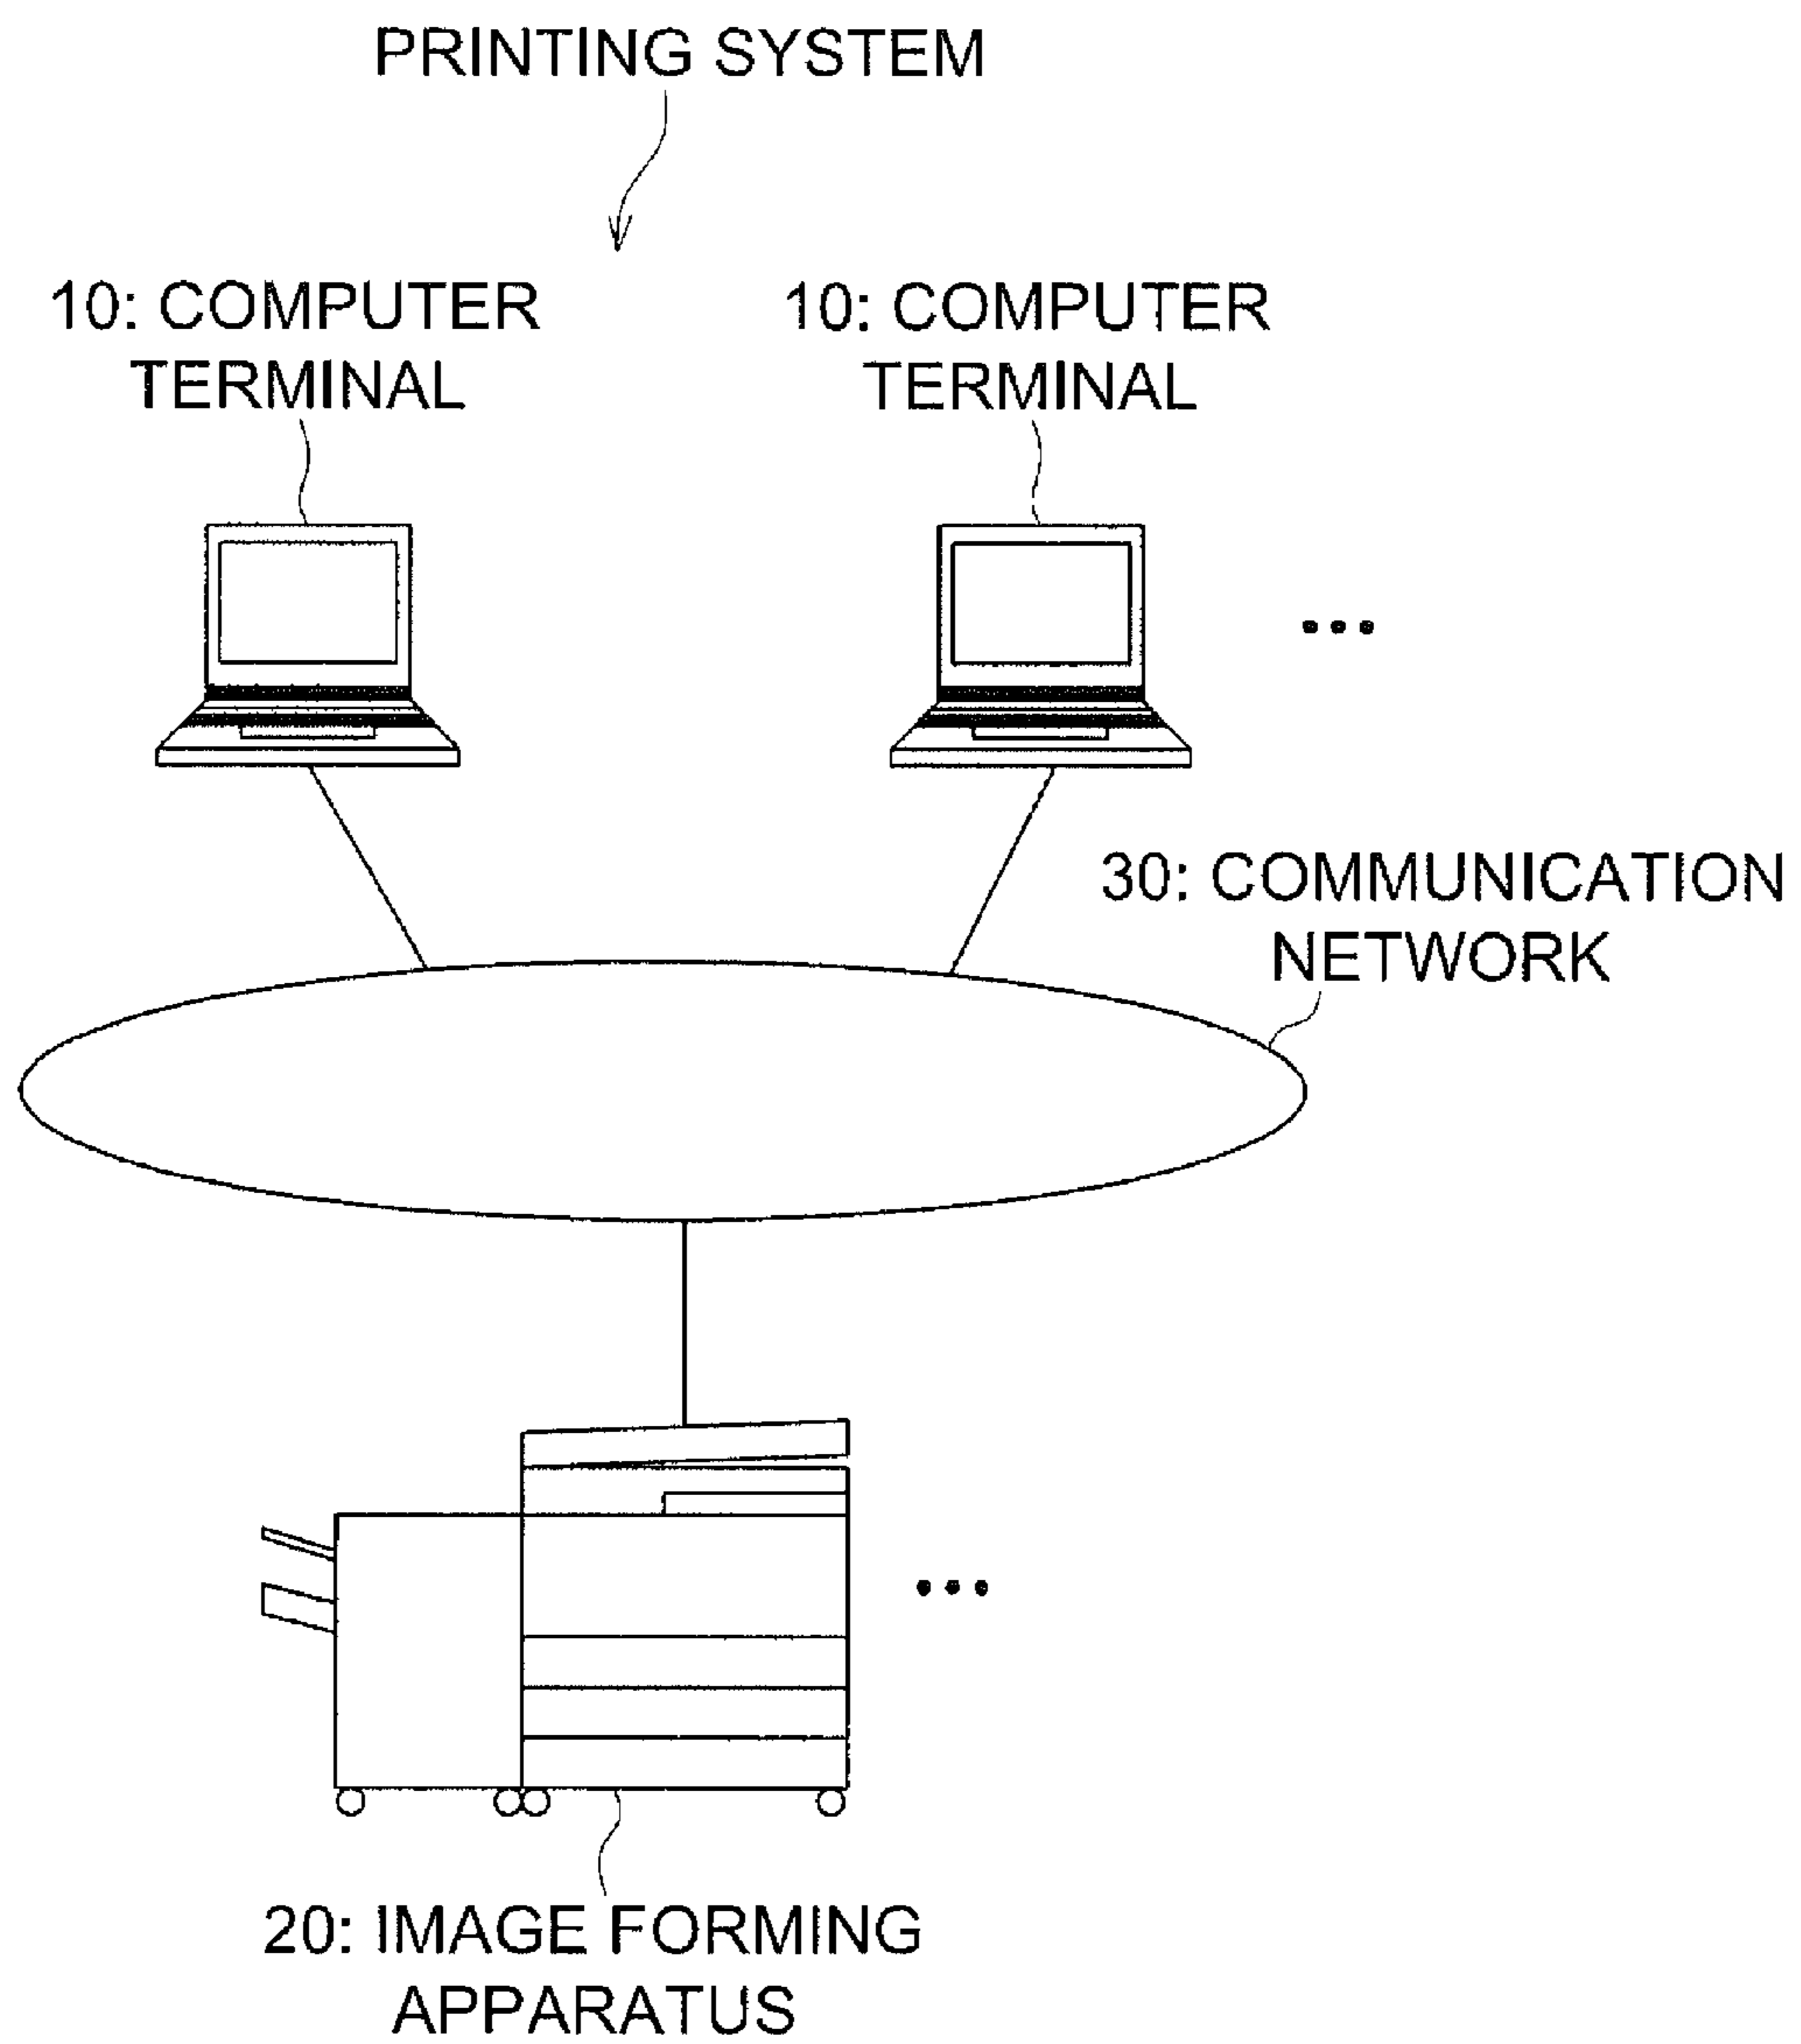 PRINTING SYSTEM
10: COMPUTER
TERMINAL
10: COMPUTER
TERMINAL
30: COMMUNICATION
NETWORK
20: IMAGE FORMING
APPARATUS